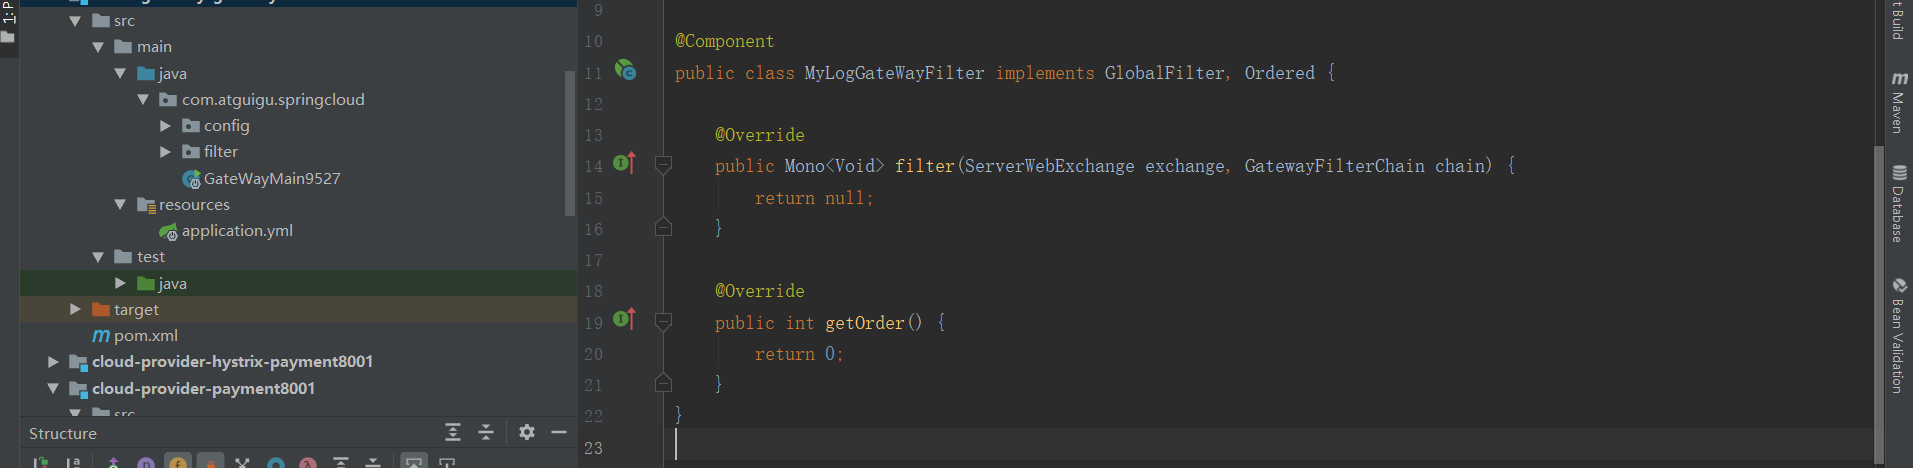 1: P
src
main
java
com.atguigu.springcloud
config
filter
GateWayMain9527
resources
application.yml
test
java
target
pom.xml
cloud-provider-hystrix-payment8001
cloud-provider-payment8001
src
Structure
9
10 @Component
11 public class MyLogGateWayFilter implements GlobalFilter, Ordered {
12
13 @Override
14 public Mono<Void> filter(ServerWebExchange exchange, GatewayFilterChain chain) {
15 return null;
16 }
17
18 @Override
19 public int getOrder() {
20 return 0;
21 }
22 }
23
t Build
Maven
Database
Bean Validation